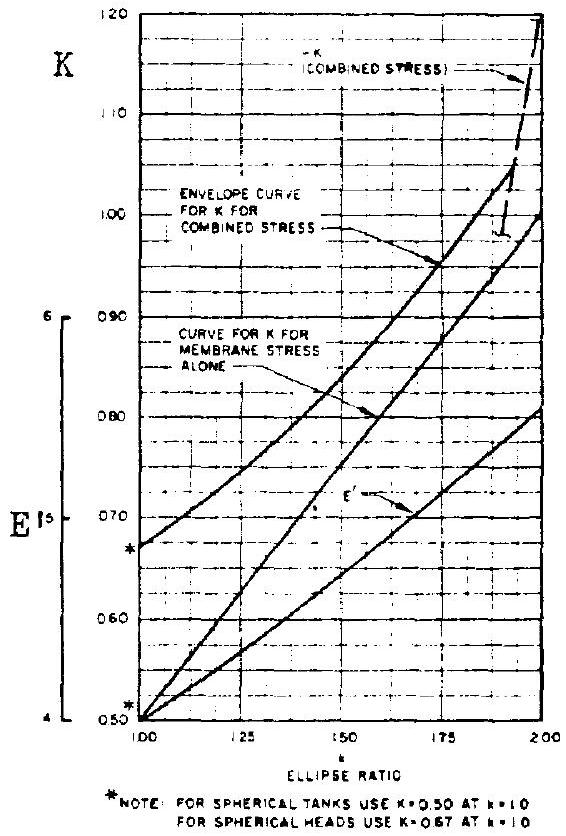 1.20
K
-K
(COMBINED STRESS)
1.10
ENVELOPE CURVE
FOR K FOR
COMBINED STRESS
1.00
6
0.90
CURVE FOR K FOR
MEMBRANE STRESS
ALONE
0.80
E'
E'
5
0.70
*
0.60
*
4
0.50
1.00
1.25
1.50
1.75
2.00
k
ELLIPSE RATIO
*NOTE: FOR SPHERICAL TANKS USE K=0.50 AT k=1.0
FOR SPHERICAL HEADS USE K=0.67 AT k=1.0